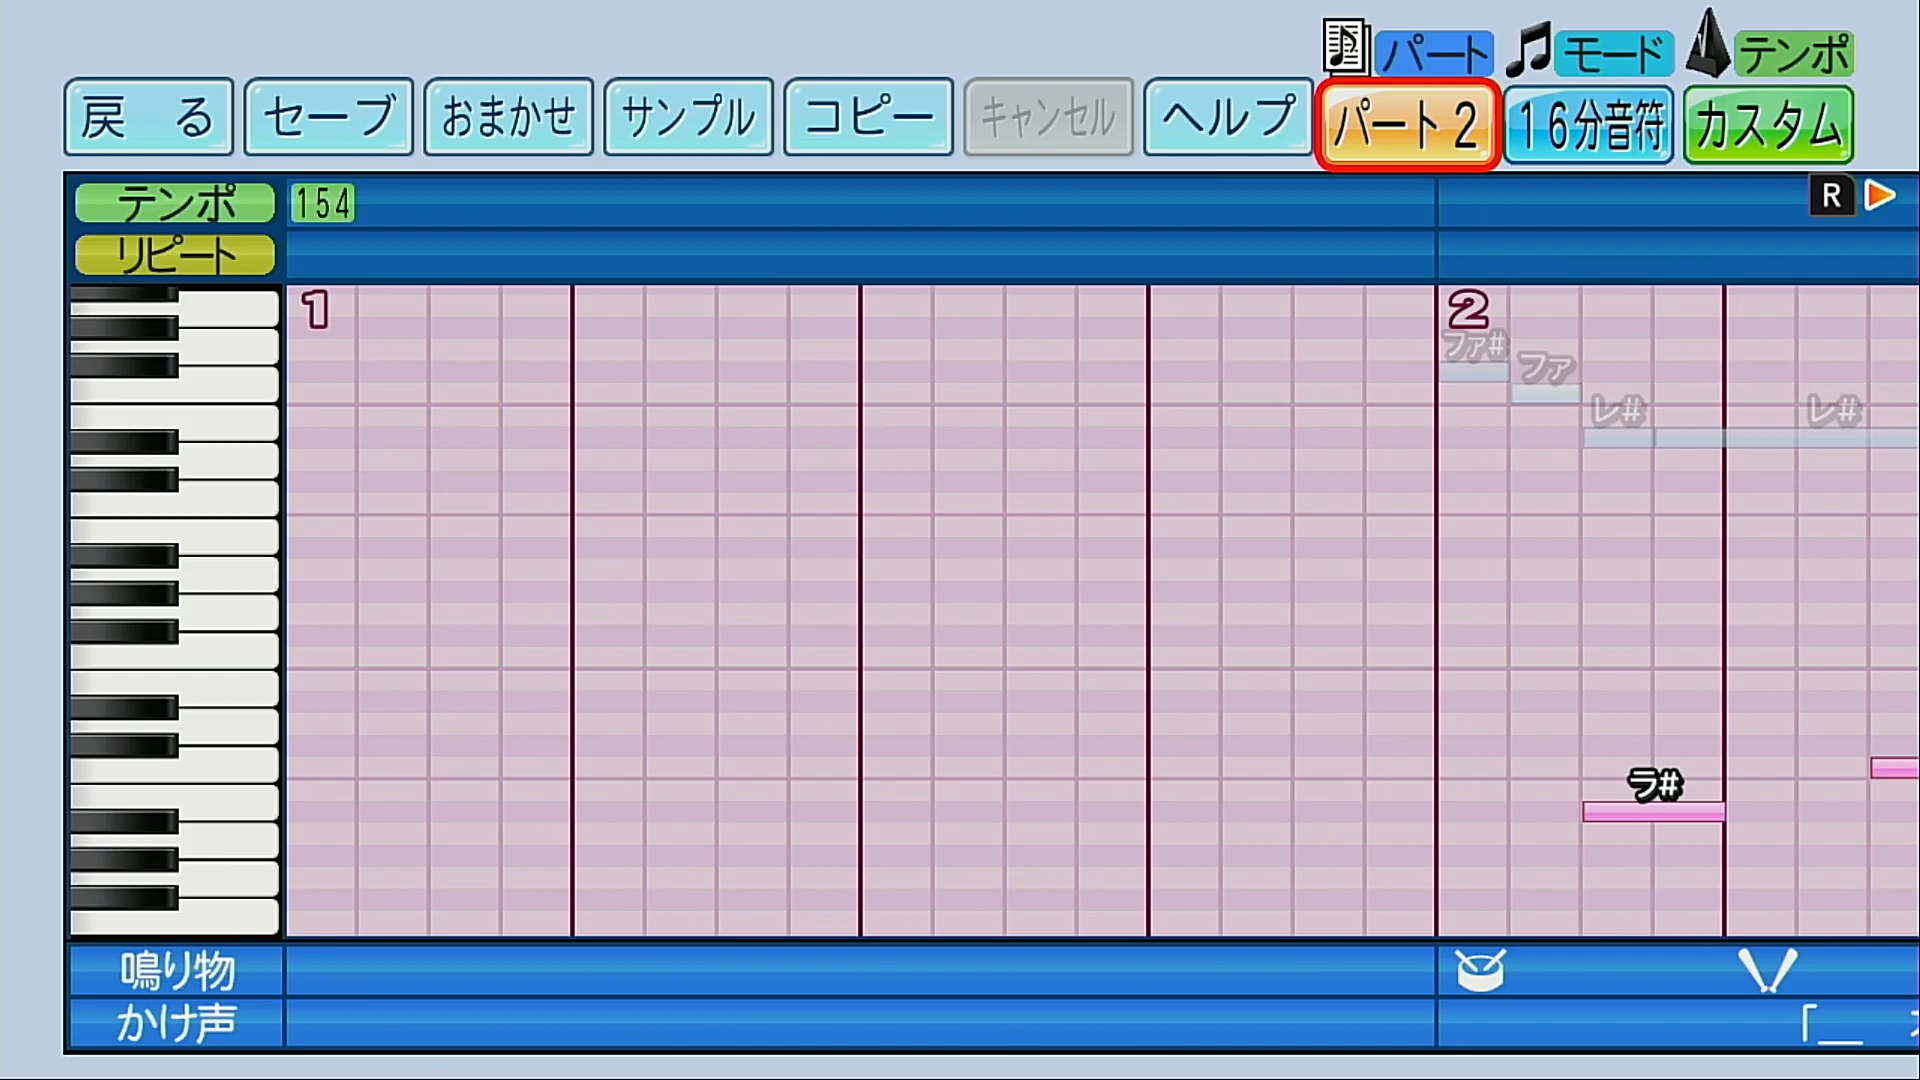 パート モード テンポ
戻る セーブ おまかせ サンプル コピー キャンセル ヘルプ パート2 16分音符 カスタム
テンポ 154 R
リピート
1 2
ファ#
ファ
レ# レ#
ラ#
鳴り物
かけ声 「__